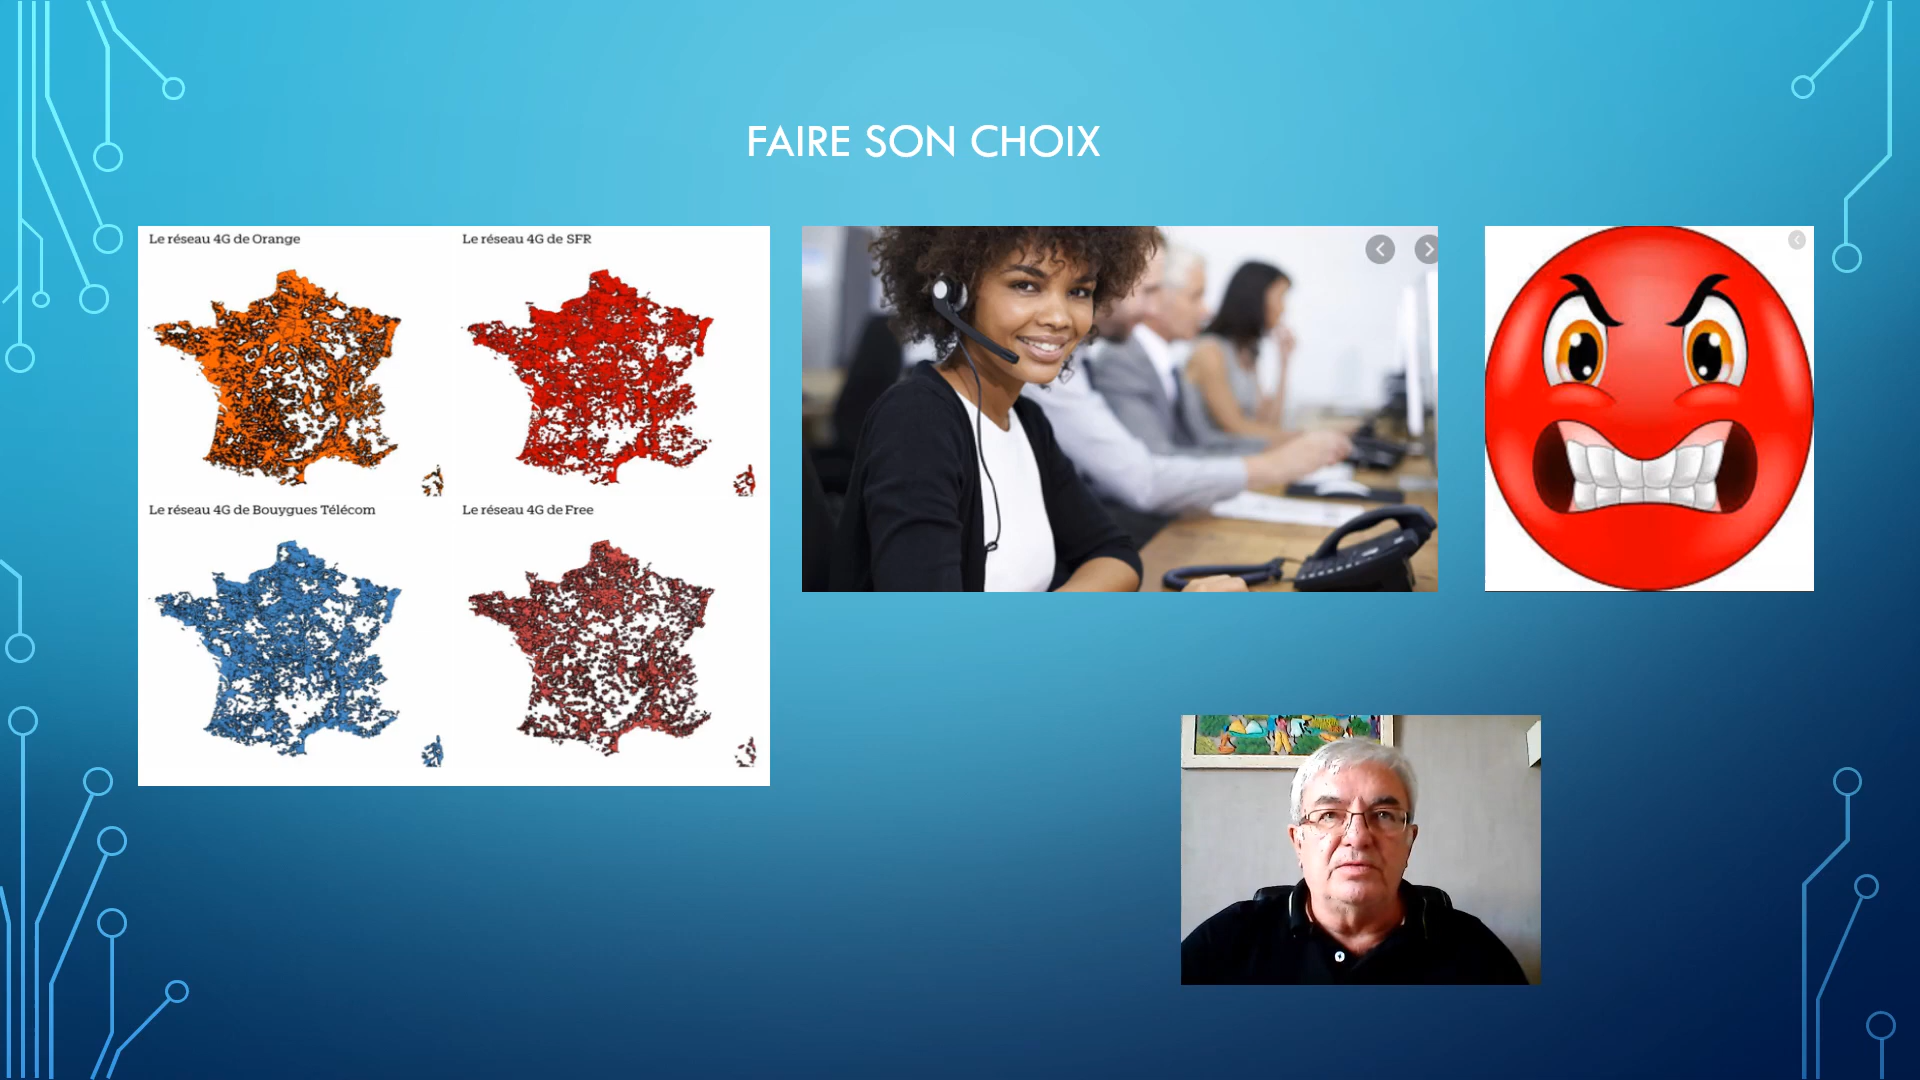 FAIRE SON CHOIX
Le réseau 4G de Orange
Le réseau 4G de SFR
Le réseau 4G de Bouygues Télécom
Le réseau 4G de Free